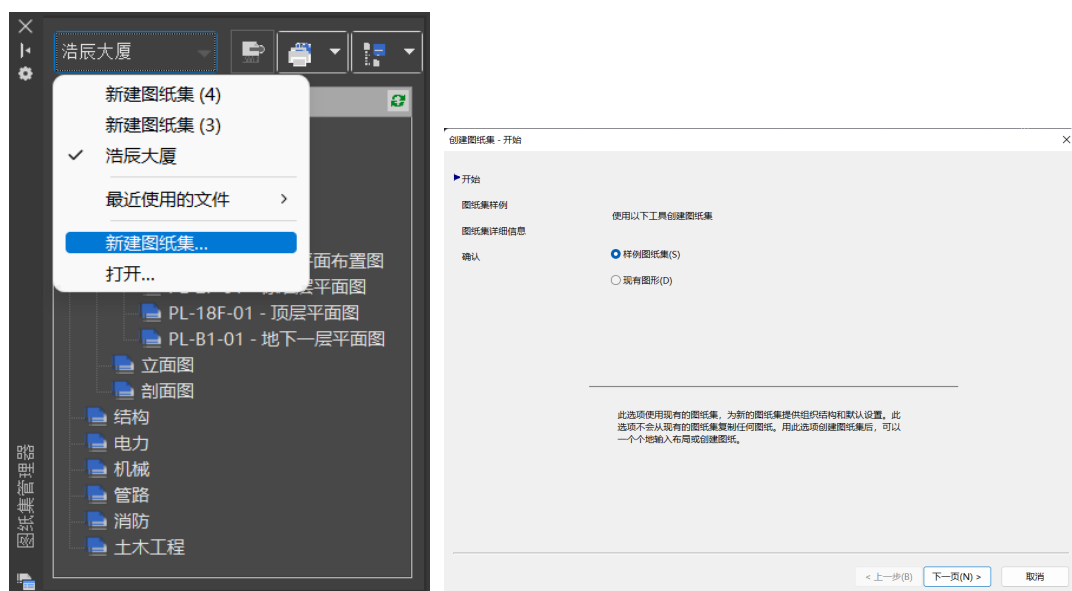 浩辰大厦
新建图纸集 (4)
新建图纸集 (3)
浩辰大厦
最近使用的文件
新建图纸集...
打开...
平面布置图
层平面图
PL-18F-01 - 顶层平面图
PL-B1-01 - 地下一层平面图
立面图
剖面图
结构
电力
机械
管路
消防
土木工程
图纸集管理器
创建图纸集 - 开始
开始
图纸集样例
图纸集详细信息
确认
使用以下工具创建图纸集
样例图纸集(S)
现有图形(D)
此选项使用现有的图纸集，为新的图纸集提供组织结构和默认设置。此
选项不会从现有的图纸集复制任何图纸。用此选项创建图纸集后，可以
一个个地输入布局或创建图纸。
< 上一步(B)
下一页(N) >
取消